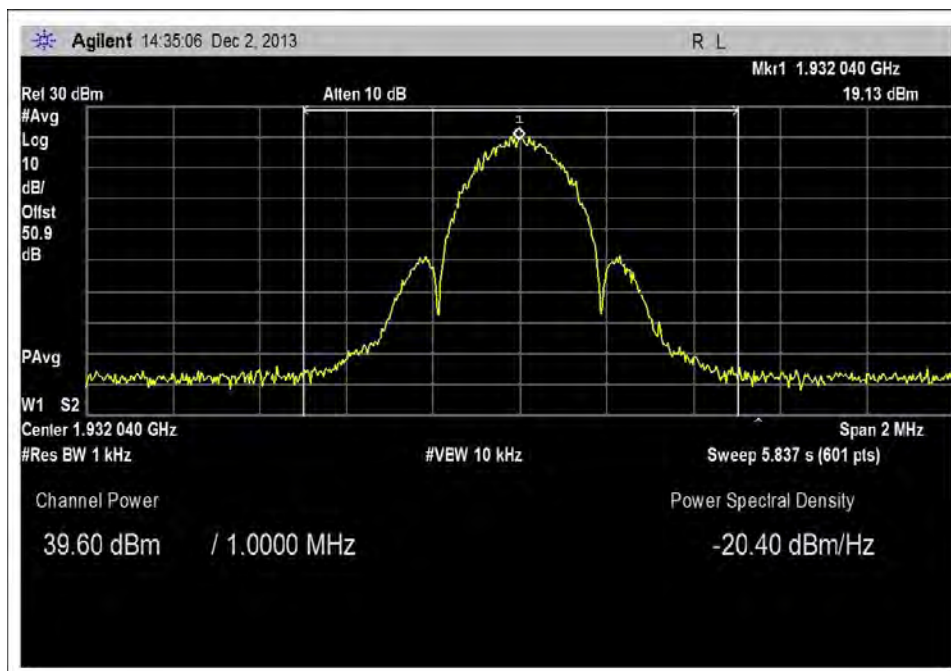 Agilent 14:35:06 Dec 2, 2013 R L
Mkr1 1.932 040 GHz
Ref 30 dBm Atten 10 dB 19.13 dBm
#Avg
1
Log
10
dB/
Offst
50.9
dB
PAvg
W1 S2
Center 1.932 040 GHz Span 2 MHz
#Res BW 1 kHz #VBW 10 kHz Sweep 5.837 s (601 pts)
Channel Power Power Spectral Density
39.60 dBm / 1.0000 MHz -20.40 dBm/Hz